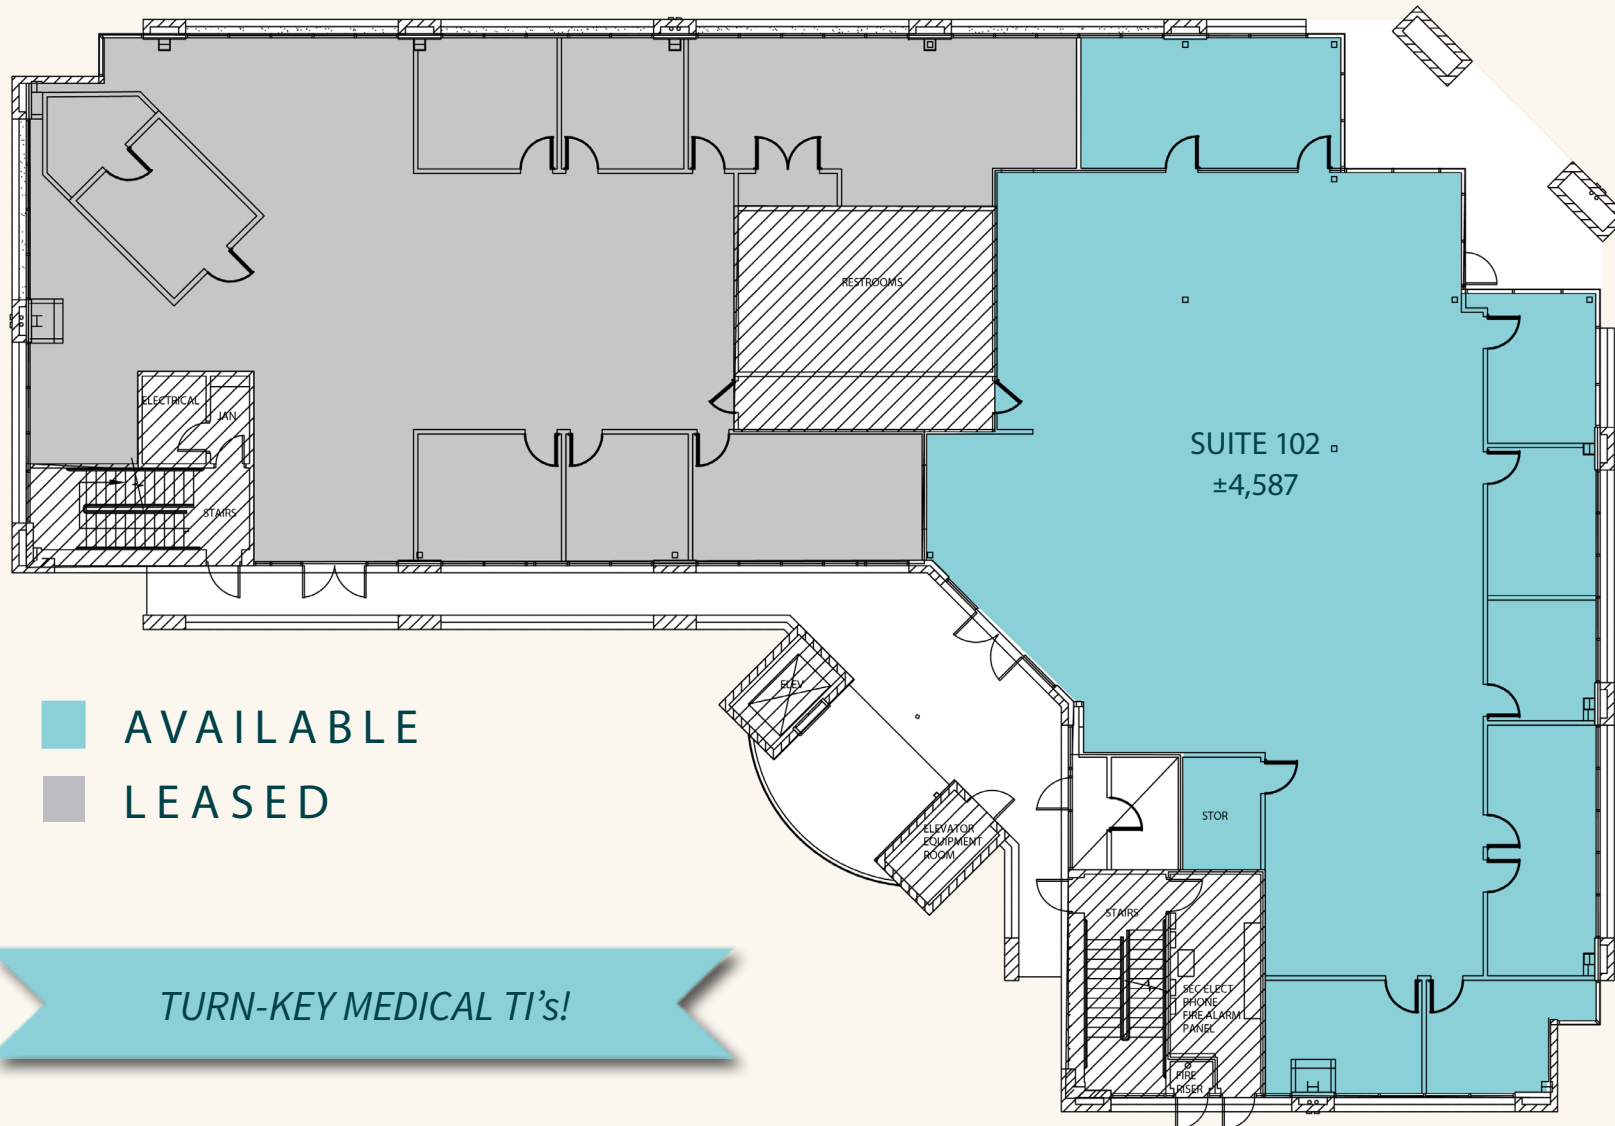 RESTROOMS
ELECTRICAL
JAN
STAIRS
SUITE 102
±4,587
ELEV
AVAILABLE
LEASED
STOR
ELEVATOR
EQUIPMENT
ROOM
STAIRS
SEC ELECT
PHONE
FIRE ALARM
PANEL
FIRE
RISER
TURN-KEY MEDICAL TI’s!